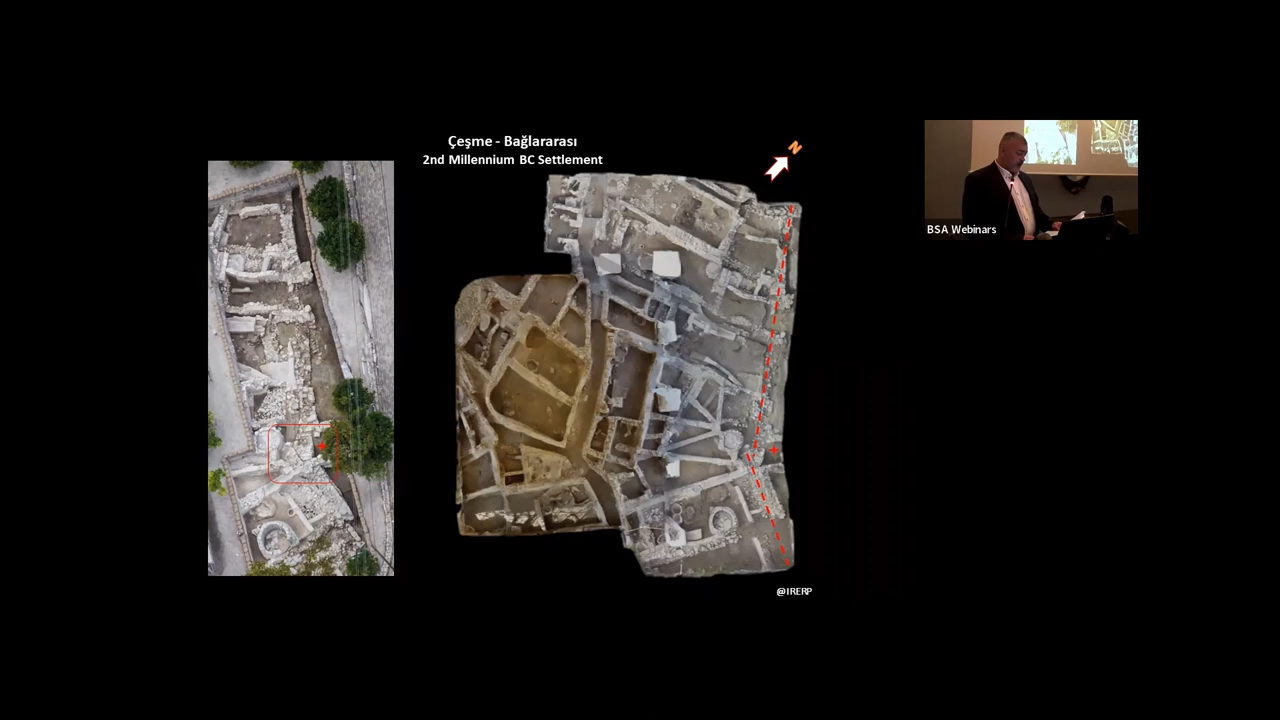 Çeşme - Bağlararası
2nd Millennium BC Settlement
N
BSA Webinars
@IRERP